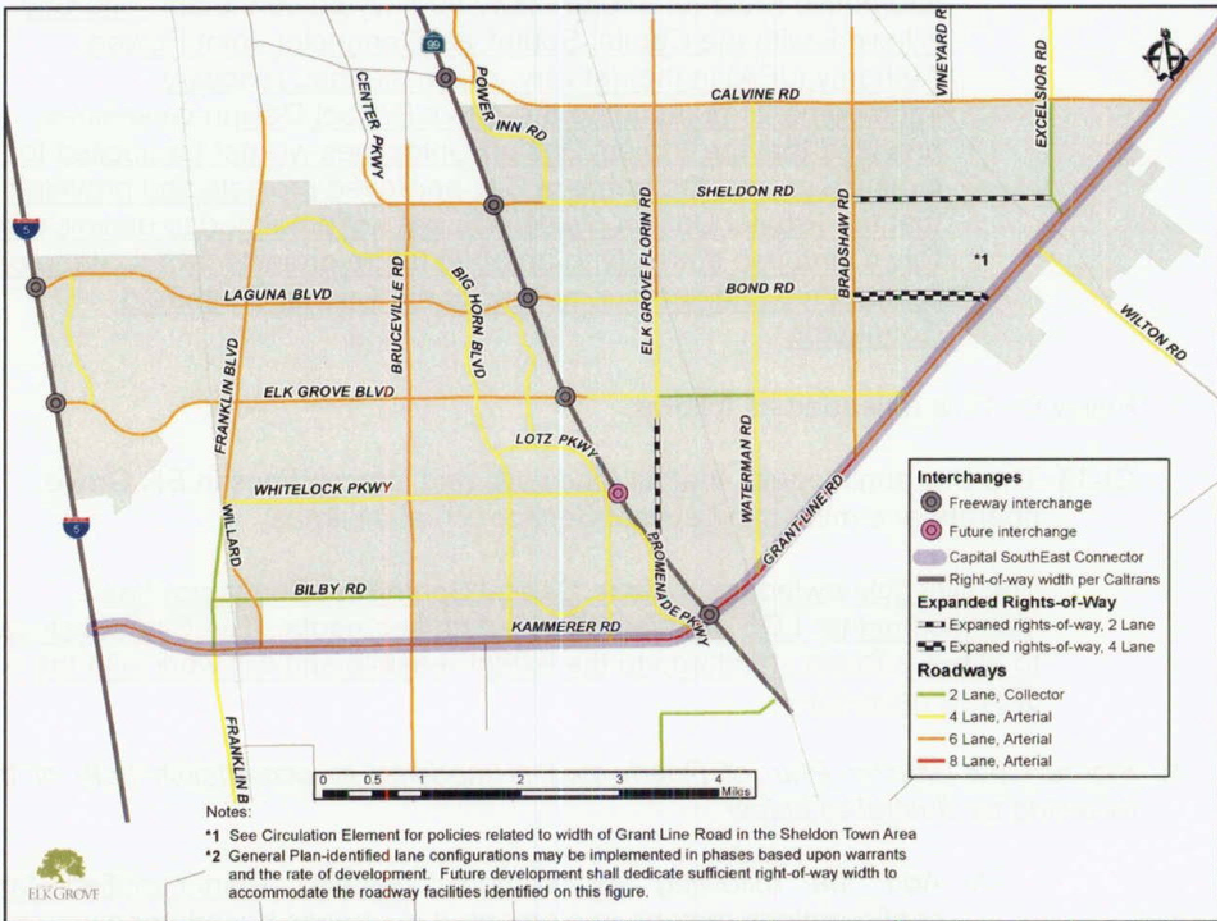 99
CENTER PKWY
POWER INN RD
CALVINE RD
VINEYARD R
EXCELSIOR RD
SHELDON RD
5
BRUCEVILLE RD
BIG HORN BLVD
ELK GROVE FLORIN RD
BRADSHAW RD
*1
LAGUNA BLVD
BOND RD
WILTON RD
FRANKLIN BLVD
ELK GROVE BLVD
LOTZ PKWY
WATERMAN RD
WHITELOCK PKWY
GRANT LINE RD
5
WILLARD
PROMENADE PKWY
BILBY RD
KAMMERER RD
FRANKLIN B
Interchanges
Freeway interchange
Future interchange
Capital SouthEast Connector
Right-of-way width per Caltrans
Expanded Rights-of-Way
Expaned rights-of-way, 2 Lane
Expaned rights-of-way, 4 Lane
Roadways
2 Lane, Collector
4 Lane, Arterial
6 Lane, Arterial
8 Lane, Arterial
0 0.5 1 2 3 4
Miles
Notes:
*1 See Circulation Element for policies related to width of Grant Line Road in the Sheldon Town Area
*2 General Plan-identified lane configurations may be implemented in phases based upon warrants
and the rate of development. Future development shall dedicate sufficient right-of-way width to
accommodate the roadway facilities identified on this figure.
ELK GROVE